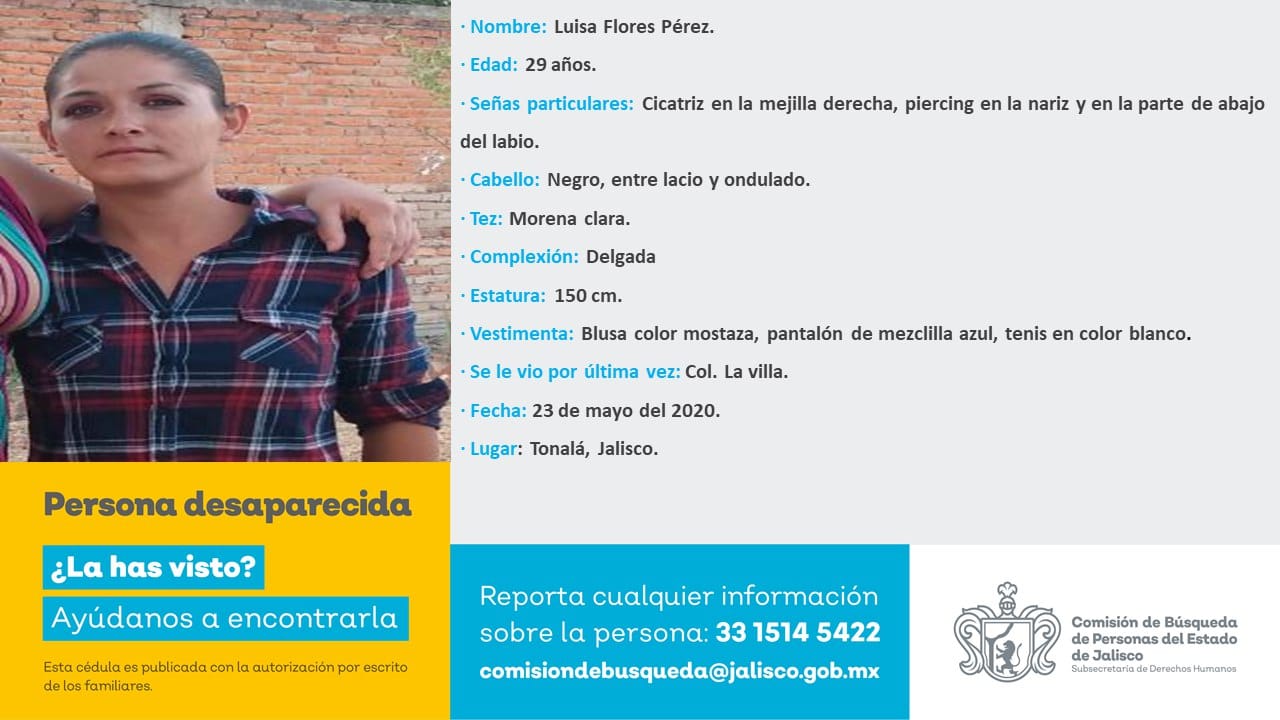 · Nombre: Luisa Flores Pérez.
· Edad: 29 años.
· Señas particulares: Cicatriz en la mejilla derecha, piercing en la nariz y en la parte de abajo
del labio.
· Cabello: Negro, entre lacio y ondulado.
· Tez: Morena clara.
· Complexión: Delgada
· Estatura: 150 cm.
· Vestimenta: Blusa color mostaza, pantalón de mezclilla azul, tenis en color blanco.
· Se le vio por última vez: Col. La villa.
· Fecha: 23 de mayo del 2020.
· Lugar: Tonalá, Jalisco.
Persona desaparecida
¿La has visto?
Ayúdanos a encontrarla
Esta cédula es publicada con la autorización por escrito
de los familiares.
Reporta cualquier información
sobre la persona: 33 1514 5422
comisiondebusqueda@jalisco.gob.mx
Comisión de Búsqueda
de Personas del Estado
de Jalisco
Subsecretaría de Derechos Humanos